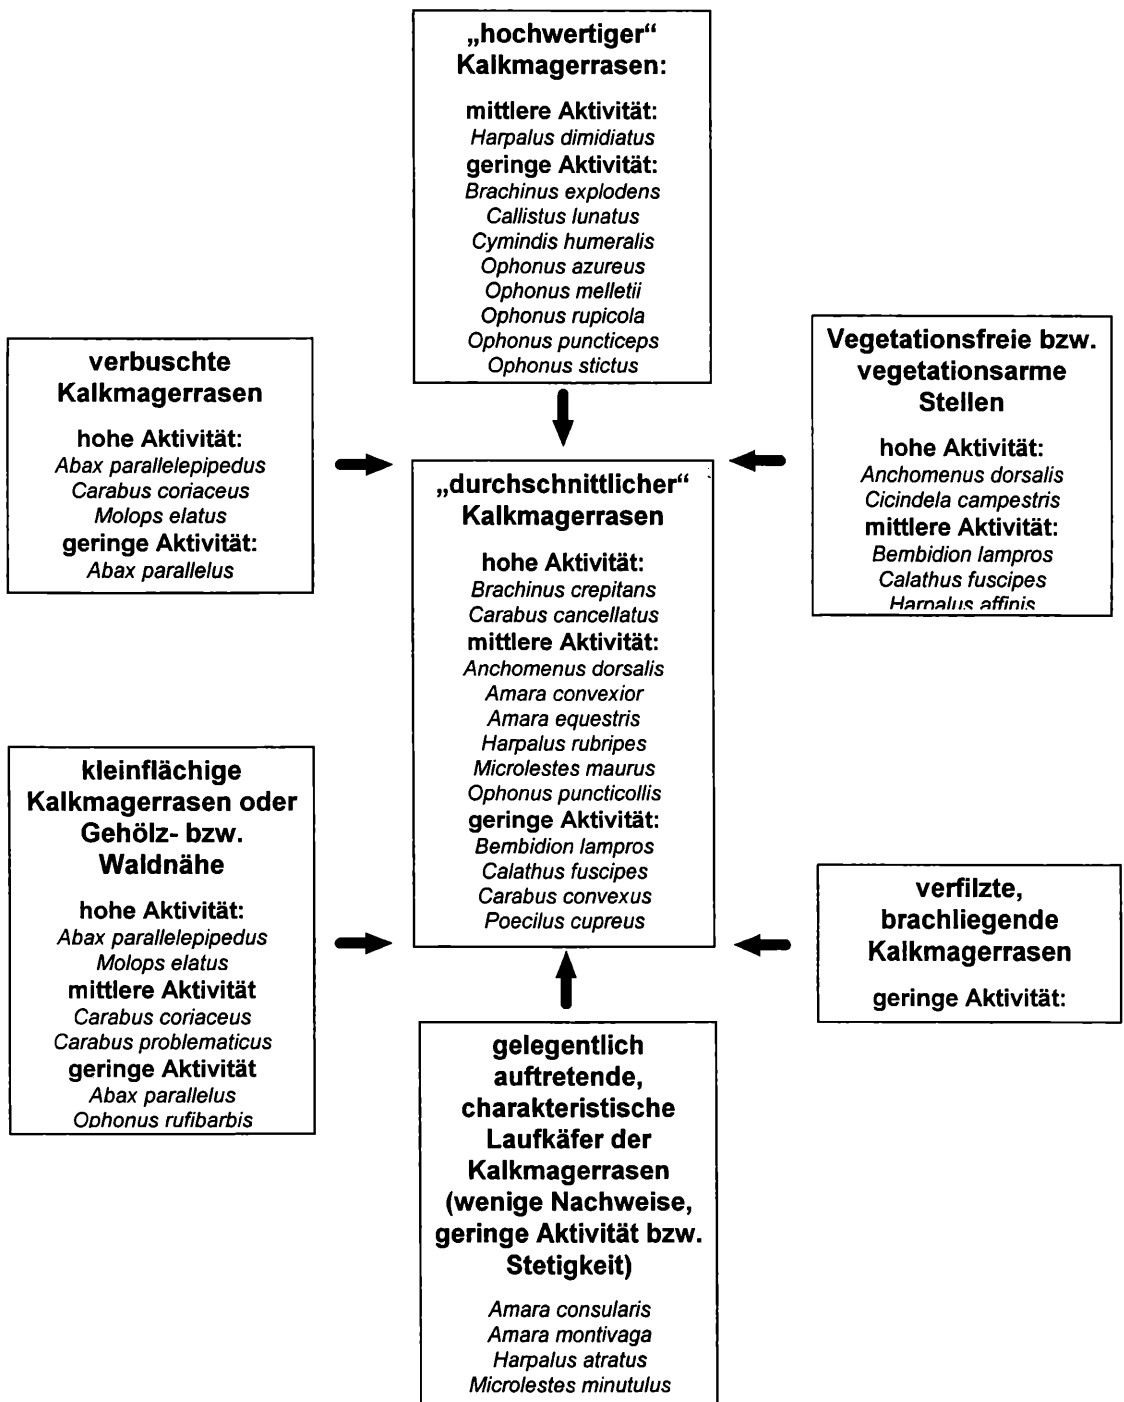 „hochwertiger“
Kalkmagerrasen:
mittlere Aktivität:
Harpalus dimidiatus
geringe Aktivität:
Brachinus explodens
Callistus lunatus
Cymindis humeralis
Ophonus azureus
Ophonus melletii
Ophonus rupicola
Ophonus puncticeps
Ophonus stictus
verbuschte
Kalkmagerrasen
hohe Aktivität:
Abax parallelepipedus
Carabus coriaceus
Molops elatus
geringe Aktivität:
Abax parallelus
Vegetationsfreie bzw.
vegetationsarme
Stellen
hohe Aktivität:
Anchomenus dorsalis
Cicindela campestris
mittlere Aktivität:
Bembidion lampros
Calathus fuscipes
Harpalus affinis
„durchschnittlicher“
Kalkmagerrasen
hohe Aktivität:
Brachinus crepitans
Carabus cancellatus
mittlere Aktivität:
Anchomenus dorsalis
Amara convexior
Amara equestris
Harpalus rubripes
Microlestes maurus
Ophonus puncticollis
geringe Aktivität:
Bembidion lampros
Calathus fuscipes
Carabus convexus
Poecilus cupreus
kleinflächige
Kalkmagerrasen oder
Gehölz- bzw.
Waldnähe
hohe Aktivität:
Abax parallelepipedus
Molops elatus
mittlere Aktivität
Carabus coriaceus
Carabus problematicus
geringe Aktivität
Abax parallelus
Ophonus rufibarbis
verfilzte,
brachliegende
Kalkmagerrasen
geringe Aktivität:
gelegentlich
auftretende,
charakteristische
Laufkäfer der
Kalkmagerrasen
(wenige Nachweise,
geringe Aktivität bzw.
Stetigkeit)
Amara consularis
Amara montivaga
Harpalus atratus
Microlestes minutulus